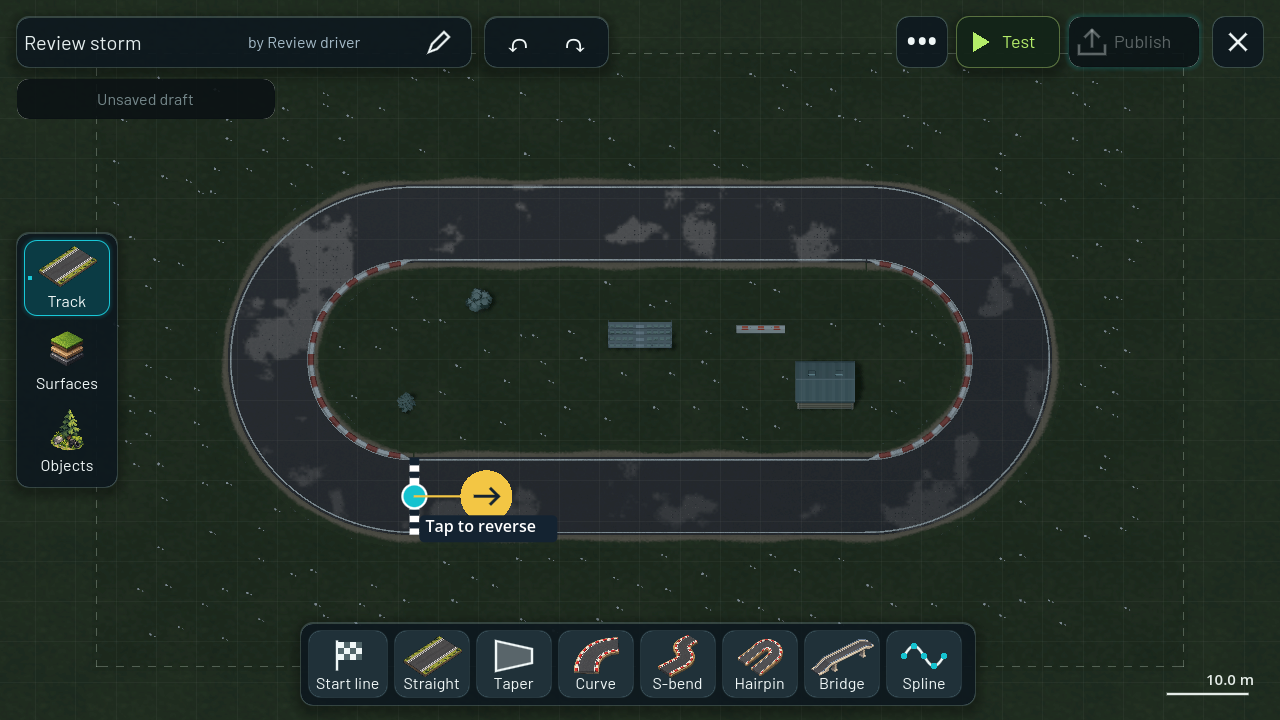 Review storm
by Review driver
Test
Publish
Unsaved draft
Track
Surfaces
Objects
Tap to reverse
Start line
Straight
Taper
Curve
S-bend
Hairpin
Bridge
Spline
10.0 m